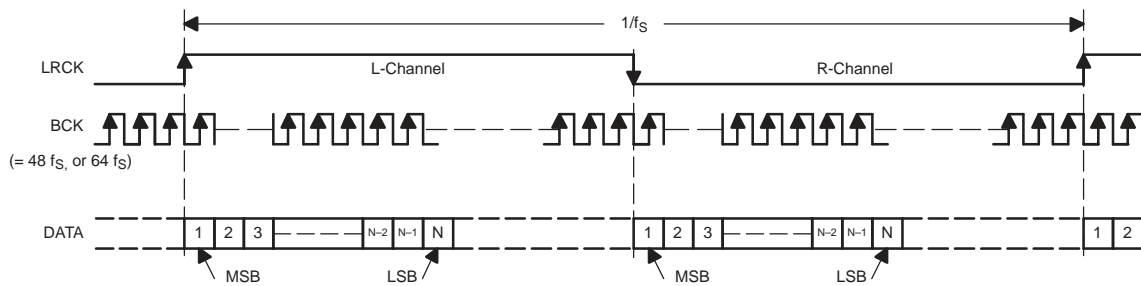 1/fS
LRCK
L-Channel
R-Channel
BCK
(= 48 fS, or 64 fS)
DATA
1 2 3 N–2 N–1 N 1 2 3 N–2 N–1 N 1 2
MSB LSB MSB LSB